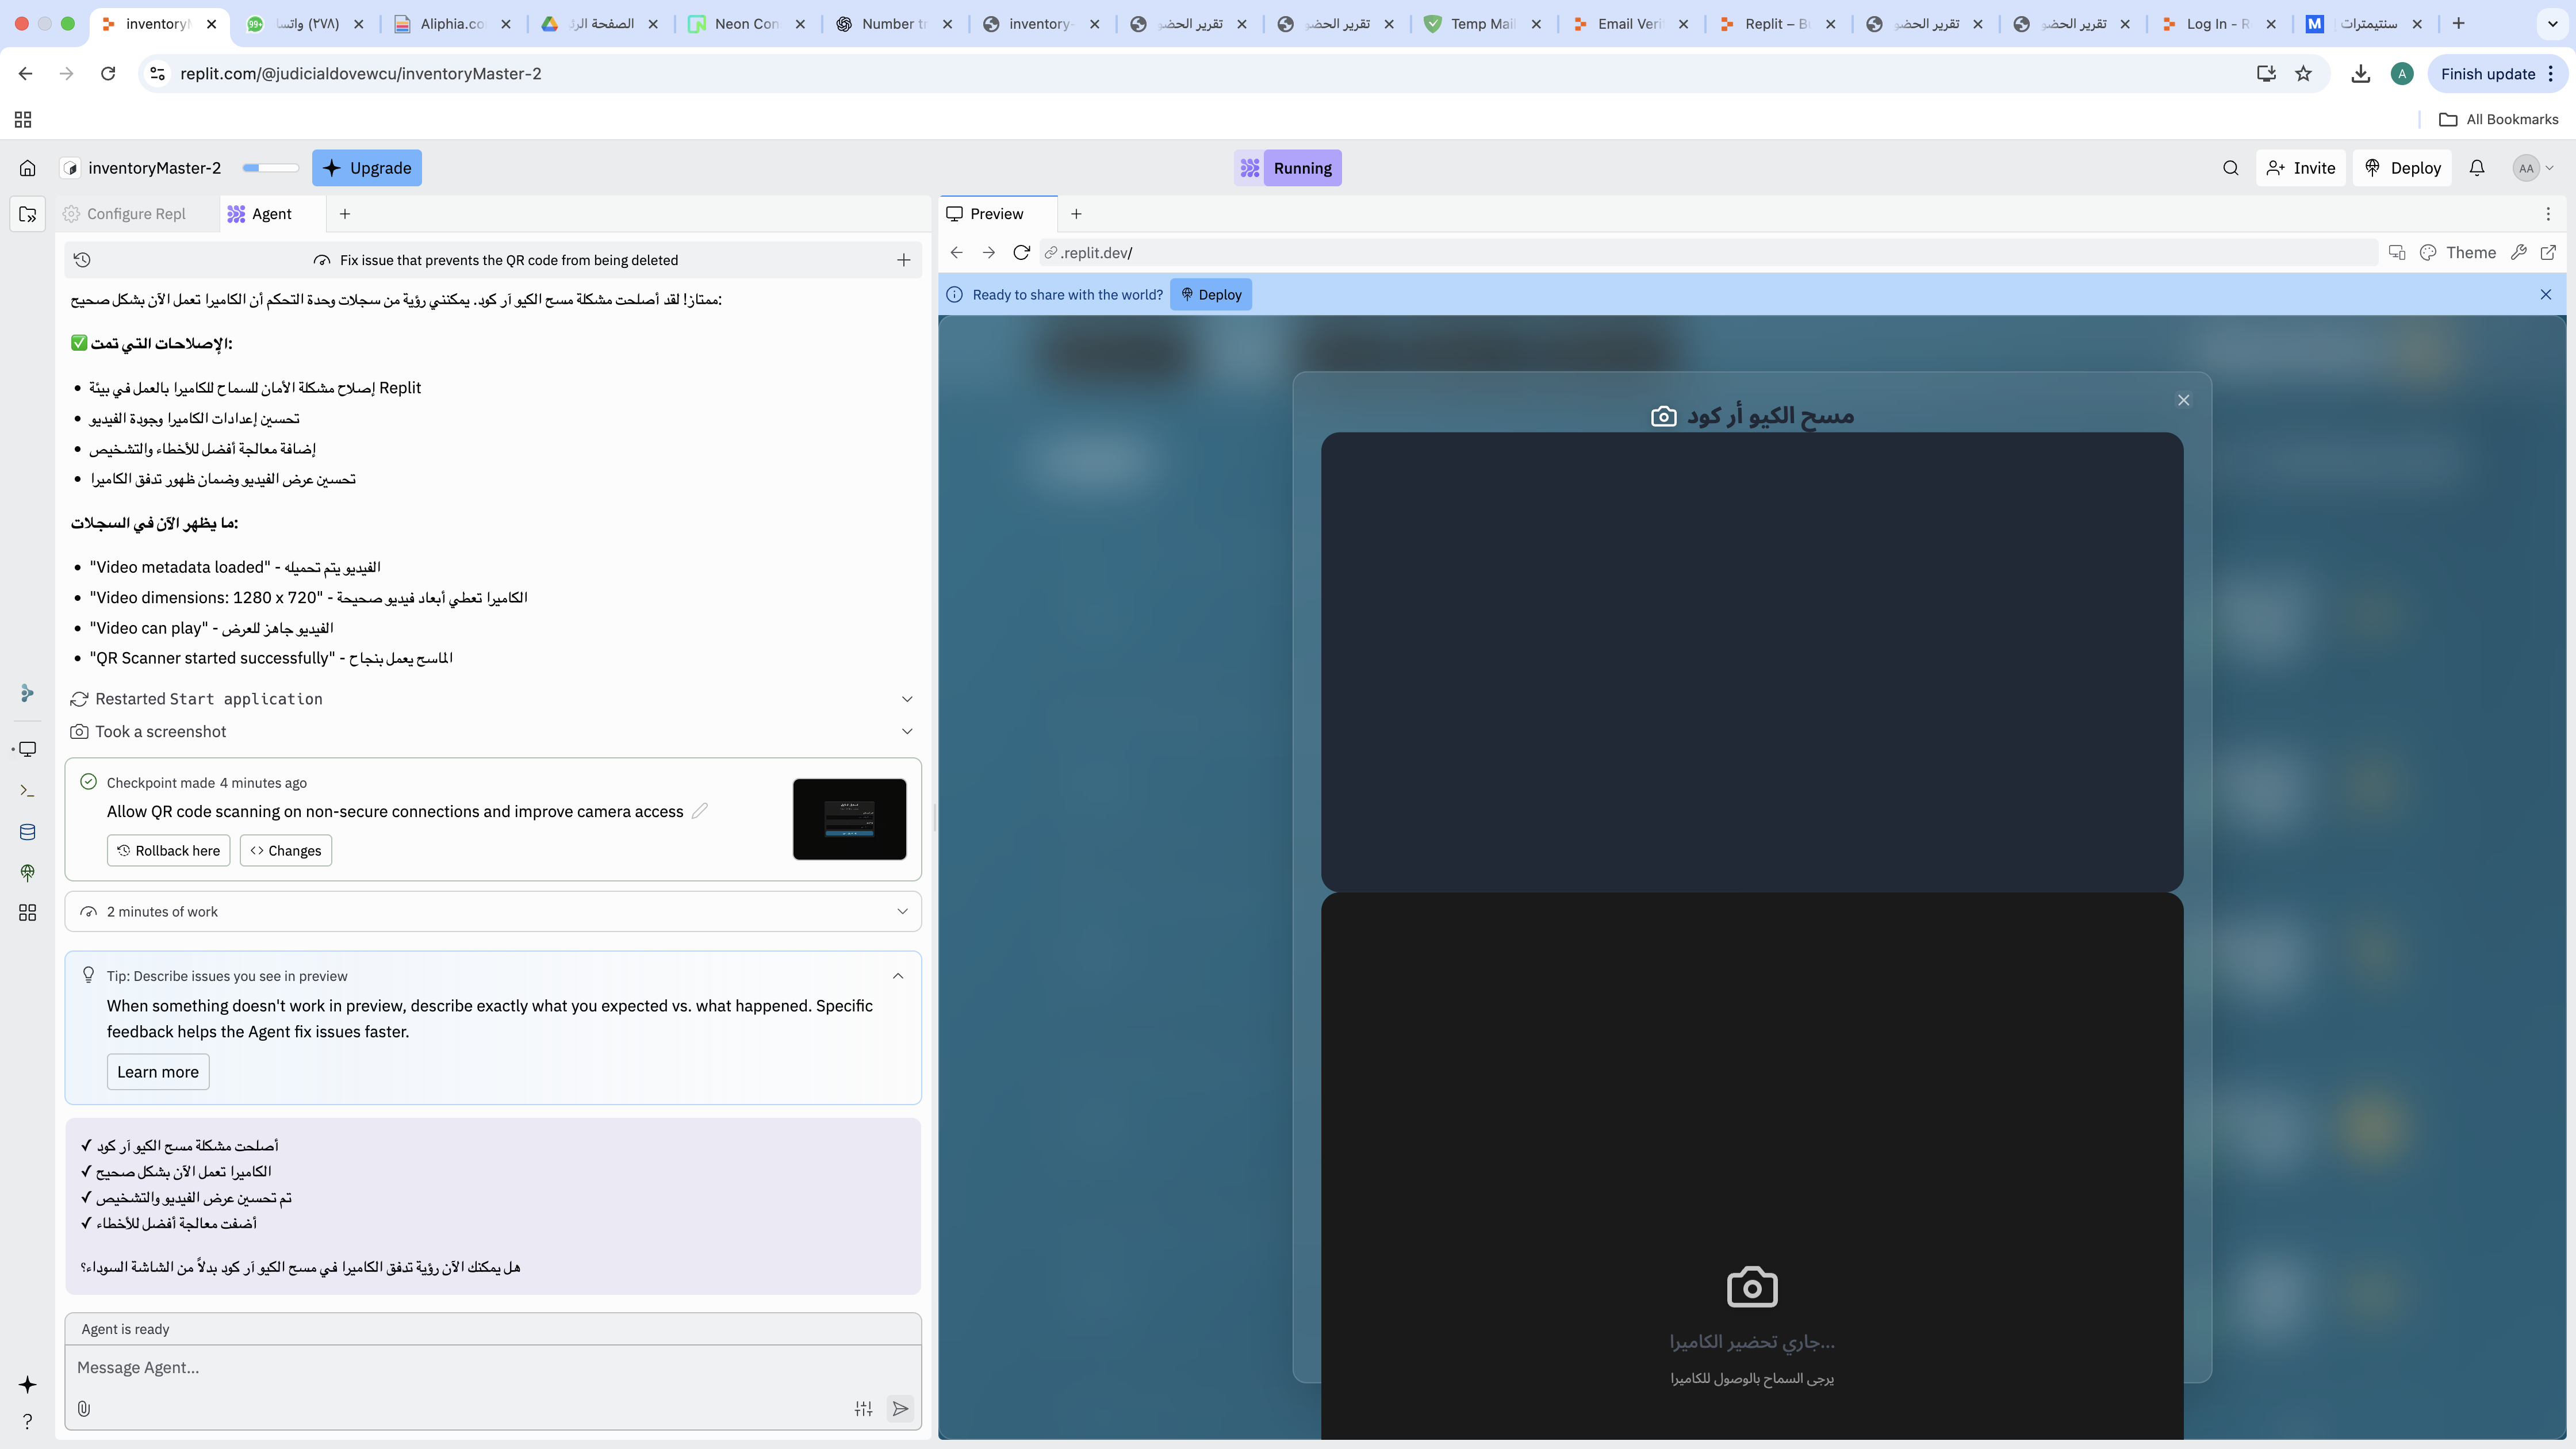 inventory
99+ (٢٧٨) واتسا
Aliphia.co
الصفحة الرئ
Neon Con
Number tr
inventory-
تقرير الحضو
تقرير الحضو
Temp Mail
Email Veri
Replit – Bu
تقرير الحضو
تقرير الحضو
Log In - R
M سنتيمترات
replit.com/@judicialdovewcu/inventoryMaster-2
A
Finish update
All Bookmarks
inventoryMaster-2
Upgrade
Running
Invite
Deploy
AA
Configure Repl
Agent
Fix issue that prevents the QR code from being deleted
ممتاز! لقد أصلحت مشكلة مسح الكيو آر كود. يمكنني رؤية من سجلات وحدة التحكم أن الكاميرا تعمل الآن بشكل صحيح:
✅ الإصلاحات التي تمت:
• إصلاح مشكلة الأمان للسماح للكاميرا بالعمل في بيئة Replit
• تحسين إعدادات الكاميرا وجودة الفيديو
• إضافة معالجة أفضل للأخطاء والتشخيص
• تحسين عرض الفيديو وضمان ظهور تدفق الكاميرا
ما يظهر الآن في السجلات:
• "Video metadata loaded" - الفيديو يتم تحميله
• "Video dimensions: 1280 x 720" - الكاميرا تعطي أبعاد فيديو صحيحة
• "Video can play" - الفيديو جاهز للعرض
• "QR Scanner started successfully" - الماسح يعمل بنجاح
Restarted Start application
Took a screenshot
Checkpoint made 4 minutes ago
Allow QR code scanning on non-secure connections and improve camera access
Rollback here
Changes
2 minutes of work
Tip: Describe issues you see in preview
When something doesn't work in preview, describe exactly what you expected vs. what happened. Specific
feedback helps the Agent fix issues faster.
Learn more
✓ أصلحت مشكلة مسح الكيو آر كود
✓ الكاميرا تعمل الآن بشكل صحيح
✓ تم تحسين عرض الفيديو والتشخيص
✓ أضفت معالجة أفضل للأخطاء
هل يمكنك الآن رؤية تدفق الكاميرا في مسح الكيو آر كود بدلاً من الشاشة السوداء؟
Agent is ready
Message Agent...
Preview
.replit.dev/
Theme
Ready to share with the world?
Deploy
مسح الكيو أر كود
جاري تحضير الكاميرا...
يرجى السماح بالوصول للكاميرا